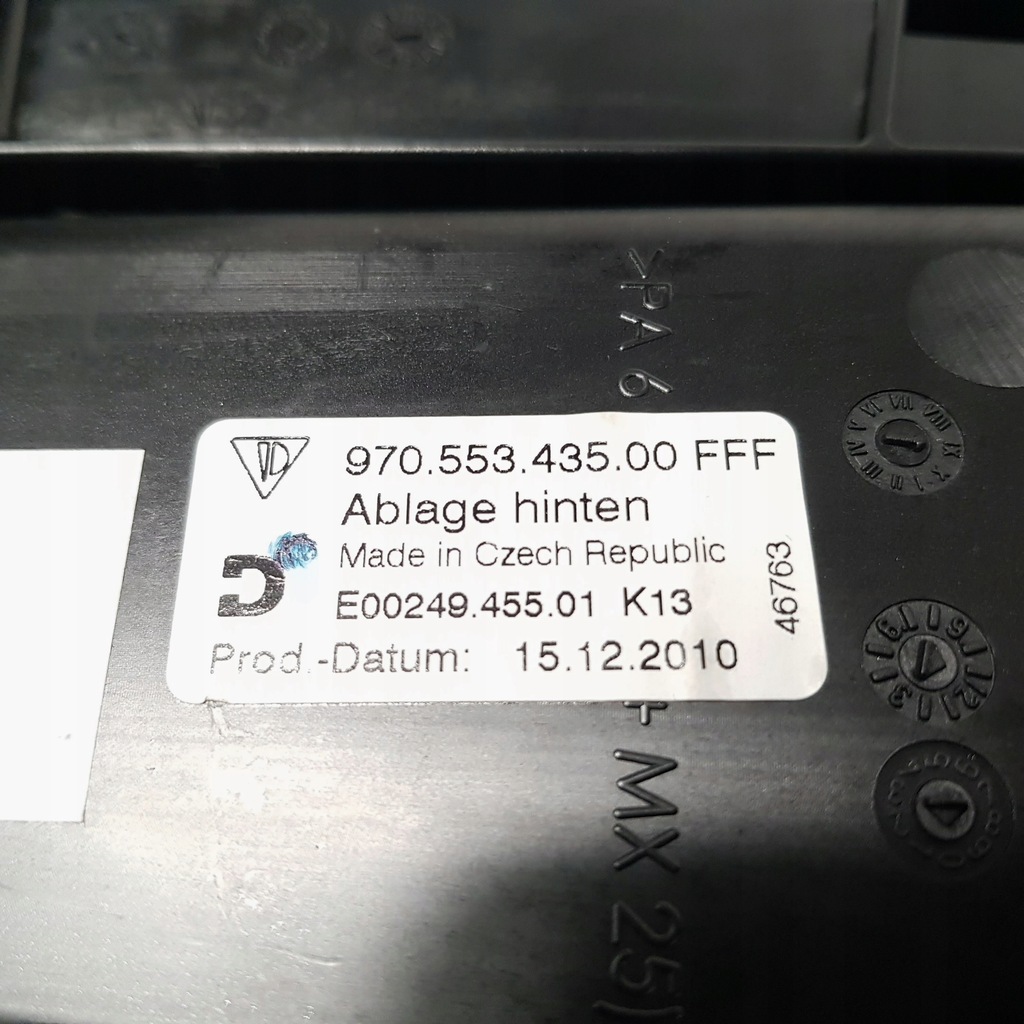 >PA 6
970.553.435.00 FFF
Ablage hinten
Made in Czech Republic
E00249.455.01 K13
Prod.-Datum: 15.12.2010
46763
+ MX 25(